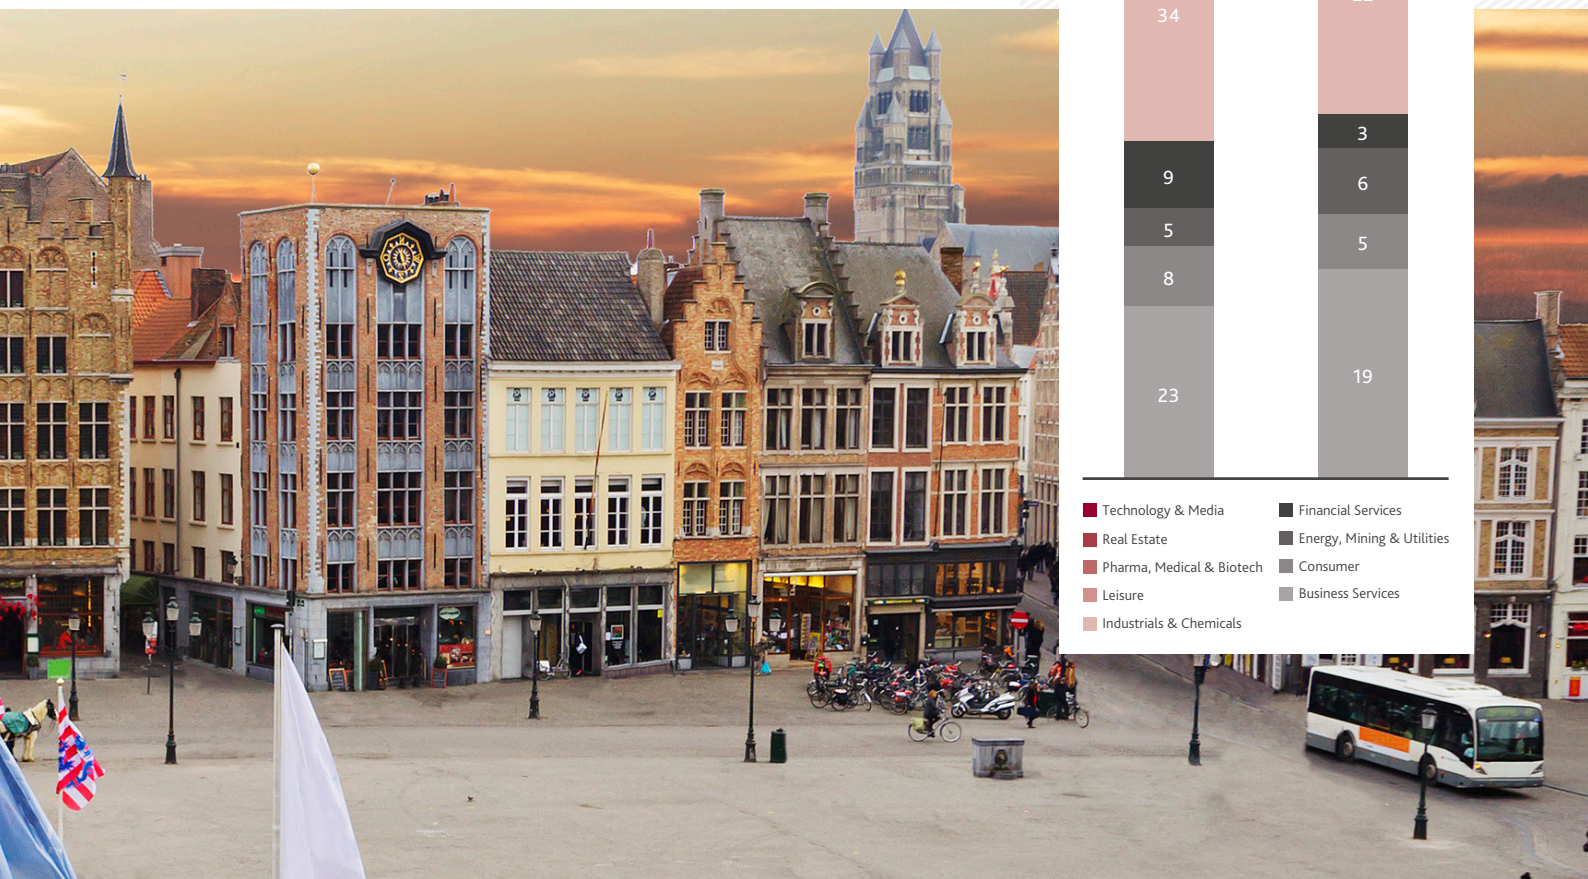 34
9
3
5
6
8
5
23
19
Technology & Media
Real Estate
Pharma, Medical & Biotech
Leisure
Industrials & Chemicals
Financial Services
Energy, Mining & Utilities
Consumer
Business Services